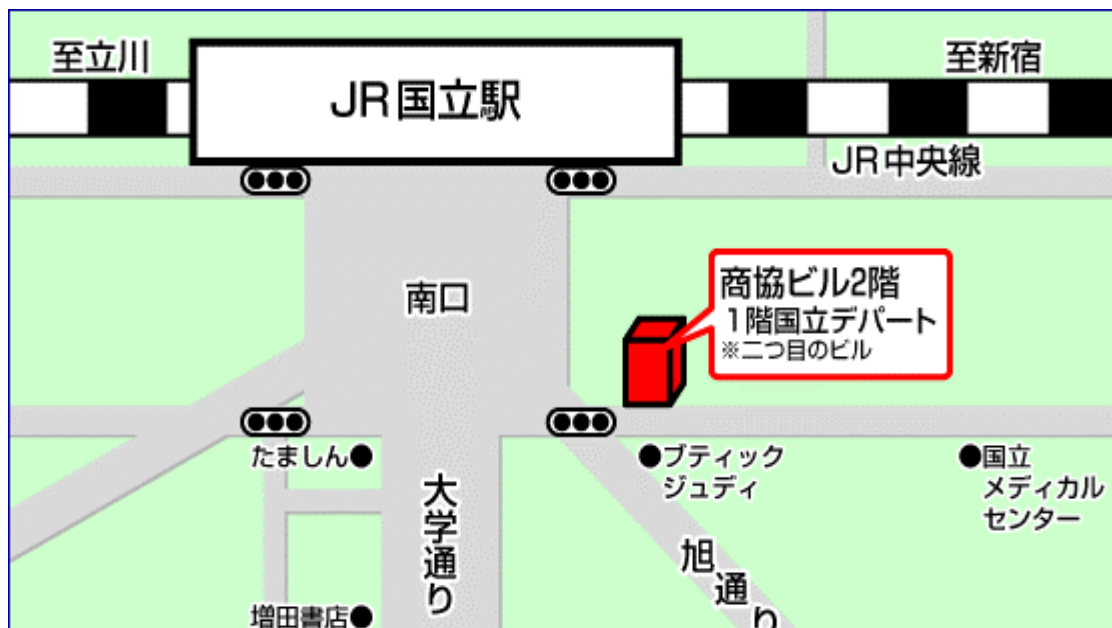 至立川
JR国立駅
至新宿
JR中央線
南口
商協ビル2階
1階国立デパート
※二つ目のビル
たましん
ブティック
ジュディ
国立
メディカル
センター
大学通り
旭通り
増田書店